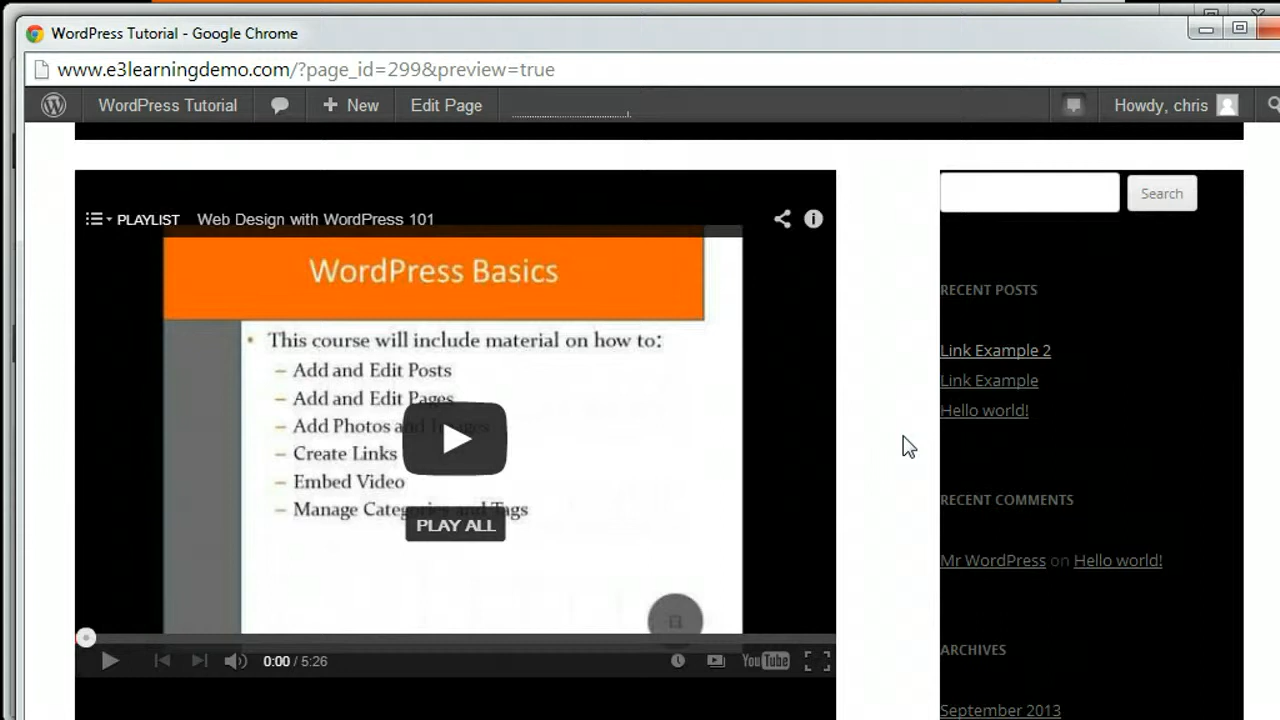 WordPress Tutorial - Google Chrome
www.e3learningdemo.com/?page_id=299&preview=true
WordPress Tutorial
+ New
Edit Page
Howdy, chris
PLAYLIST Web Design with WordPress 101
WordPress Basics
• This course will include material on how to:
– Add and Edit Posts
– Add and Edit Pages
– Add Photos and Images
– Create Links
– Embed Video
– Manage Categories and Tags
PLAY ALL
0:00 / 5:26
YouTube
Search
RECENT POSTS
Link Example 2
Link Example
Hello world!
RECENT COMMENTS
Mr WordPress on Hello world!
ARCHIVES
September 2013